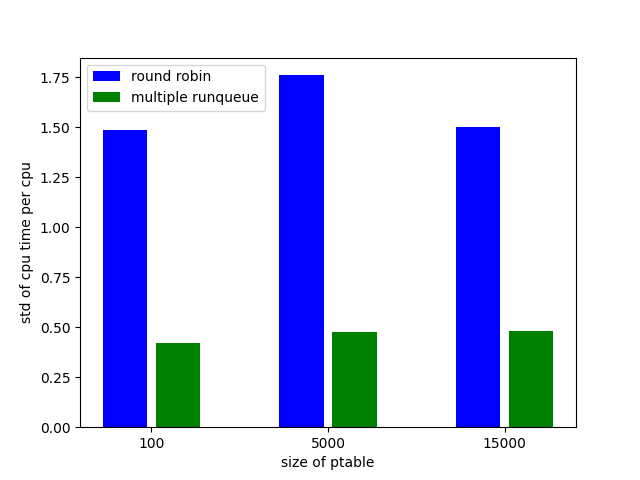 round robin
multiple runqueue
std of cpu time per cpu
1.75
1.50
1.25
1.00
0.75
0.50
0.25
0.00
100 5000 15000
size of ptable